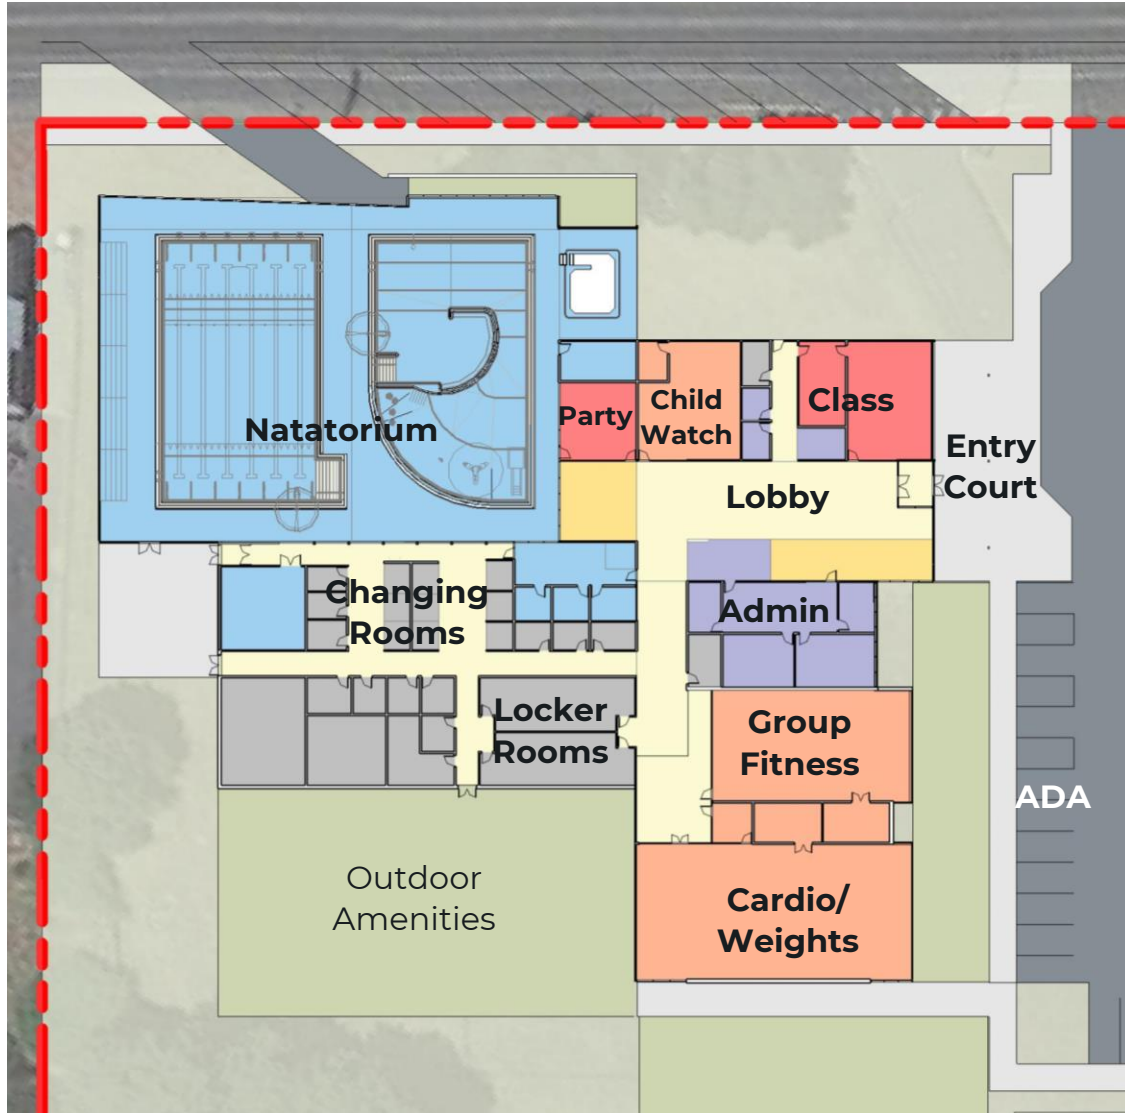 Natatorium
Party
Child
Watch
Class
Entry
Court
Lobby
Changing
Rooms
Admin
Locker
Rooms
Group
Fitness
ADA
Outdoor
Amenities
Cardio/
Weights